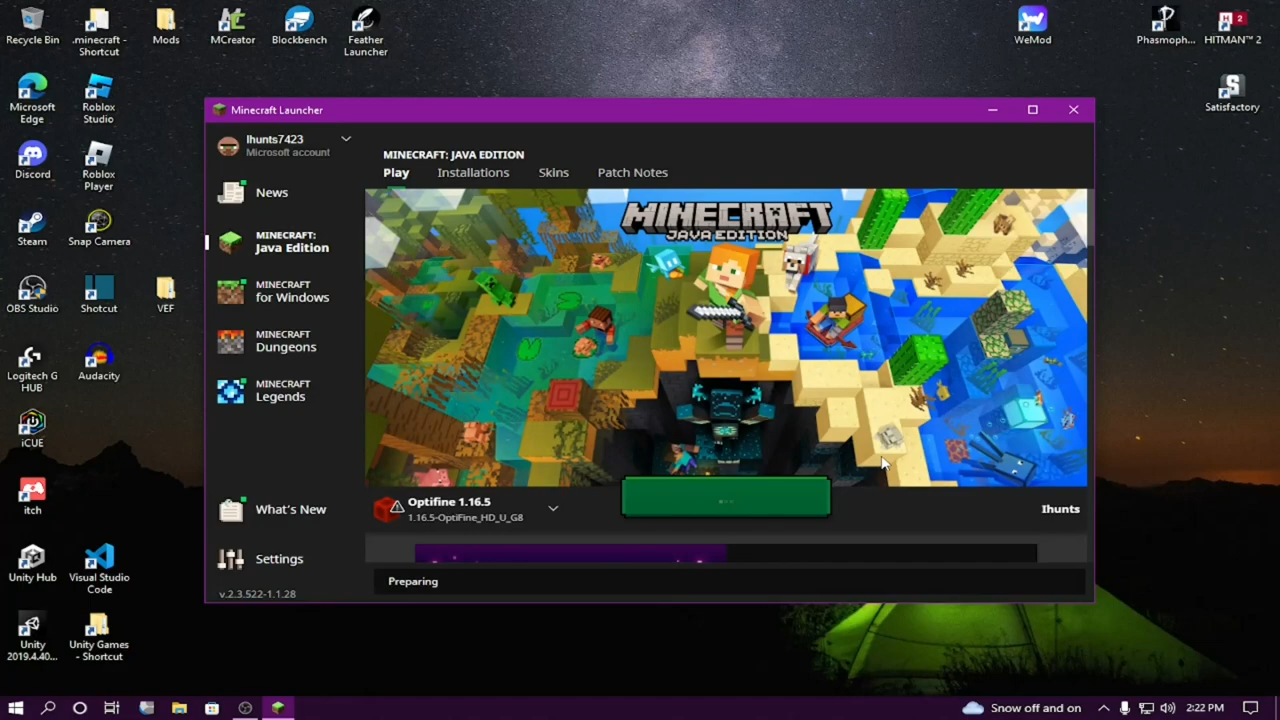 Recycle Bin
.minecraft -
Shortcut
Mods
MCreator
Blockbench
Feather
Launcher
WeMod
Phasmoph...
HITMAN™ 2
Microsoft
Edge
Roblox
Studio
Satisfactory
Discord
Roblox
Player
Steam
Snap Camera
OBS Studio
Shotcut
VEF
Logitech G
HUB
Audacity
iCUE
itch
Unity Hub
Visual Studio
Code
Unity
2019.4.40...
Unity Games
- Shortcut
Minecraft Launcher
lhunts7423
Microsoft account
News
MINECRAFT:
Java Edition
MINECRAFT
for Windows
MINECRAFT
Dungeons
MINECRAFT
Legends
What's New
Settings
v.2.3.522-1.1.28
MINECRAFT: JAVA EDITION
Play
Installations
Skins
Patch Notes
MINECRAFT
JAVA EDITION
Optifine 1.16.5
1.16.5-OptiFine_HD_U_G8
...
Ihunts
Preparing
Snow off and on
2:22 PM